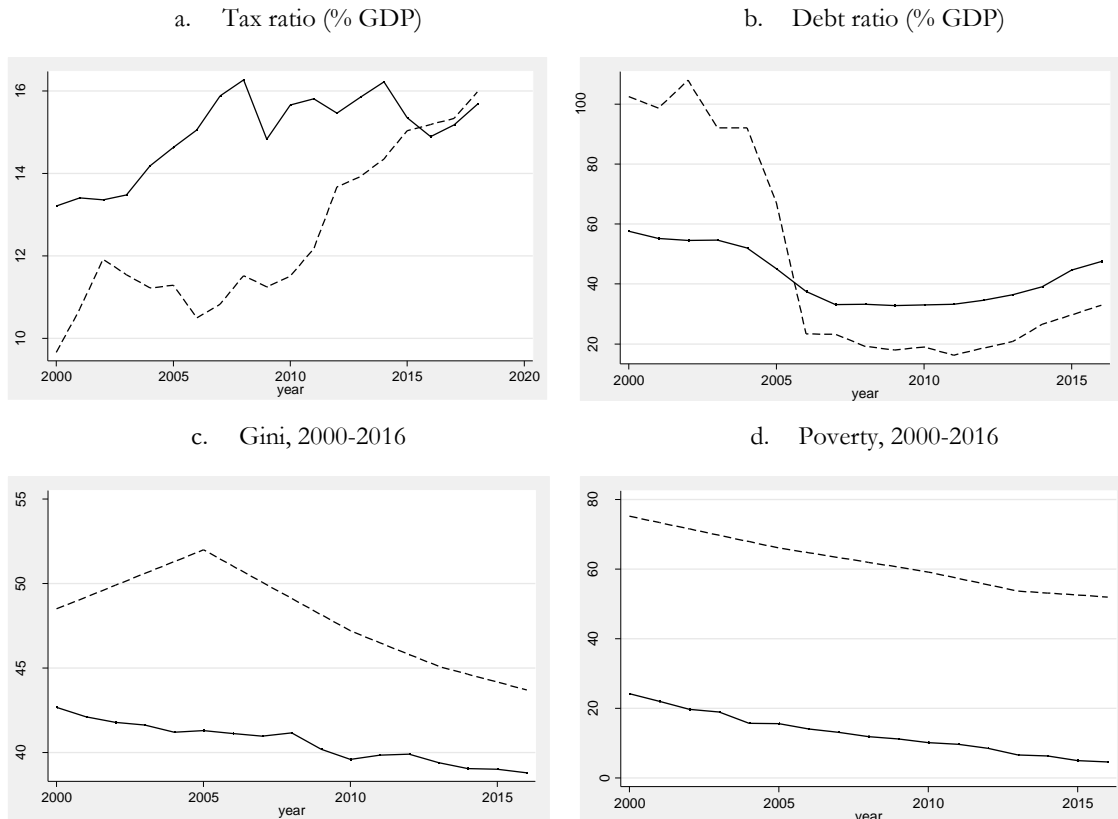 a. Tax ratio (% GDP)
b. Debt ratio (% GDP)
16
14
12
10
2000 2005 2010 2015 2020
year
100
80
60
40
20
2000 2005 2010 2015
year
c. Gini, 2000-2016
d. Poverty, 2000-2016
55
50
45
40
2000 2005 2010 2015
year
80
60
40
20
0
2000 2005 2010 2015
year